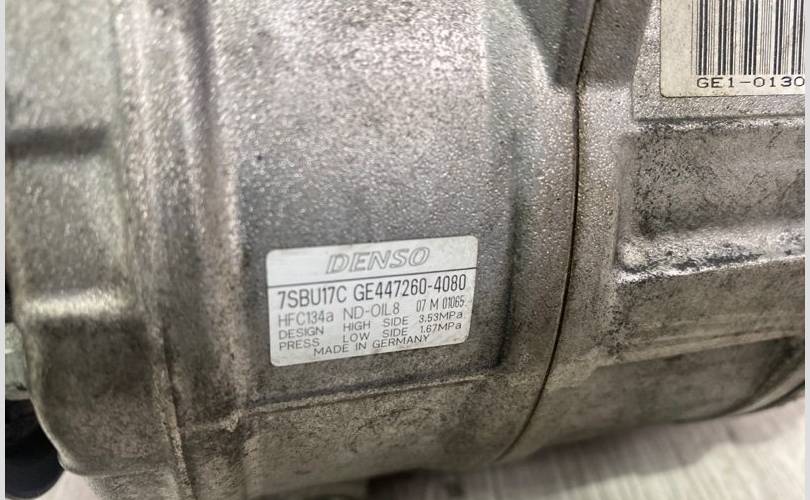 GE1-0130
DENSO
7SBU17C GE447260-4080
HFC134a ND-OIL8 07 M 01065
DESIGN HIGH SIDE 3.53MPa
PRESS LOW SIDE 1.67MPa
MADE IN GERMANY